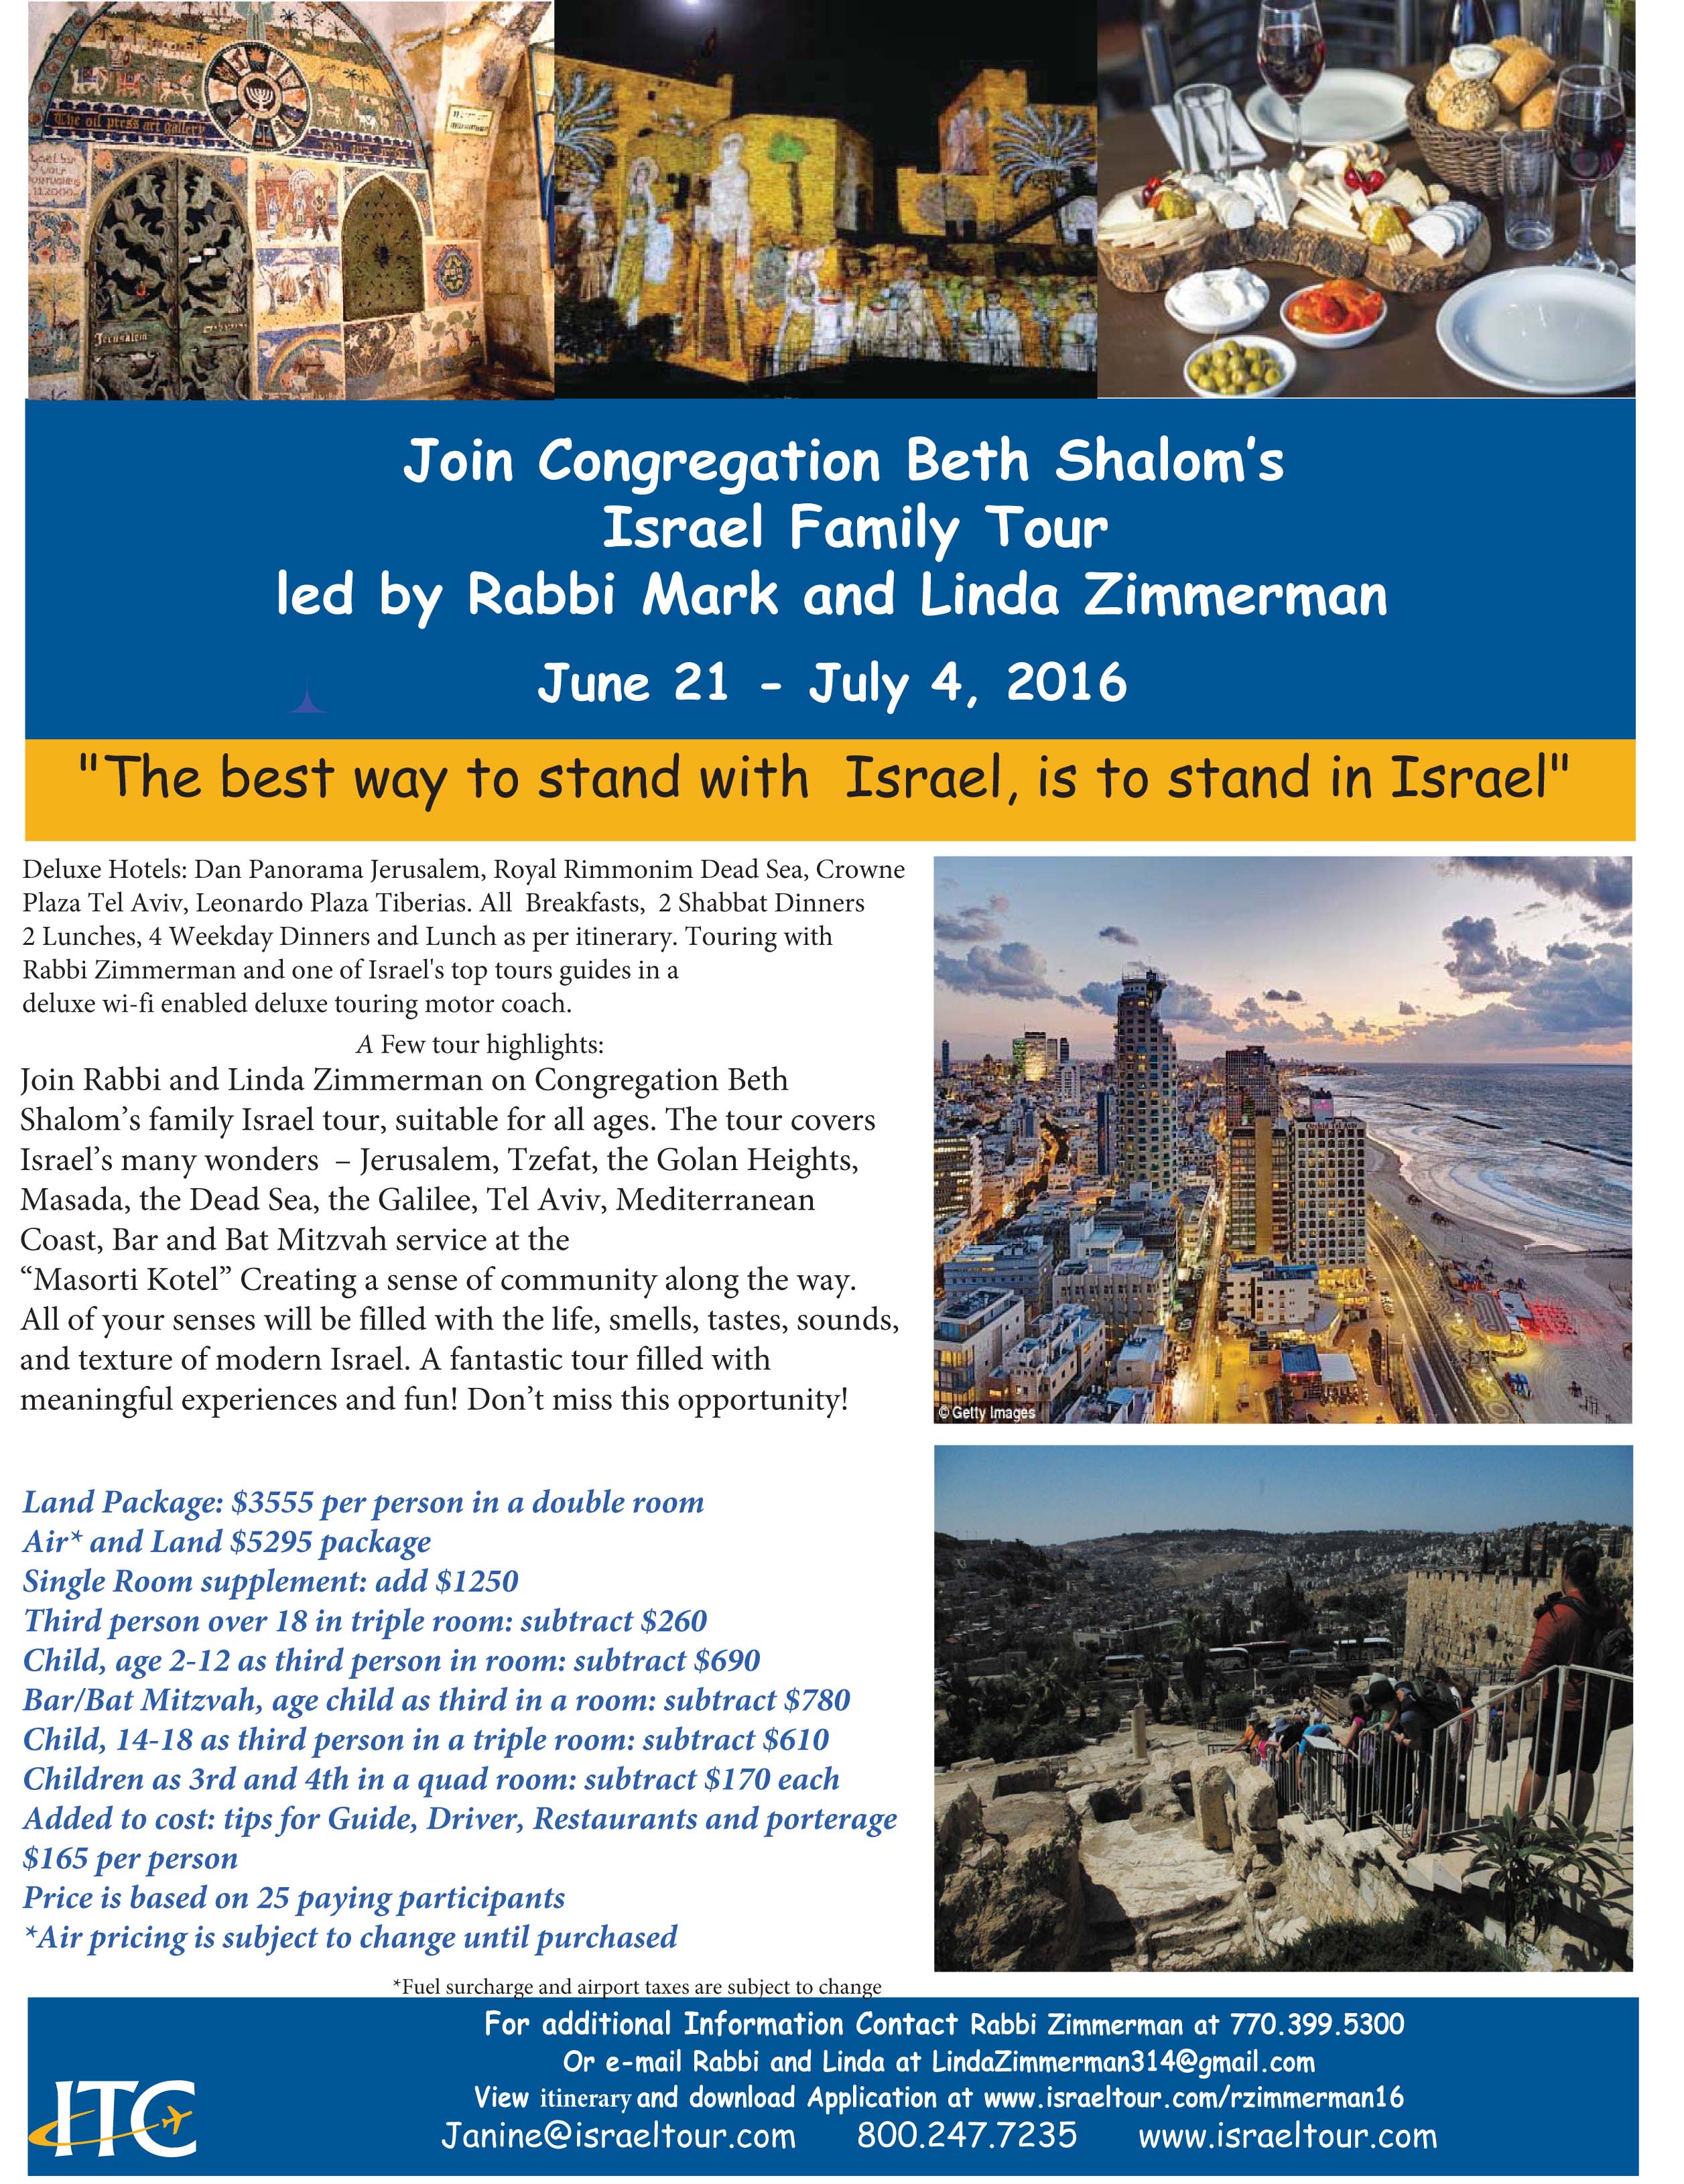 The oil press art gallery
Jerusalem
Join Congregation Beth Shalom’s
Israel Family Tour
led by Rabbi Mark and Linda Zimmerman
June 21 - July 4, 2016
"The best way to stand with Israel, is to stand in Israel"
Deluxe Hotels: Dan Panorama Jerusalem, Royal Rimmonim Dead Sea, Crowne
Plaza Tel Aviv, Leonardo Plaza Tiberias. All Breakfasts, 2 Shabbat Dinners
2 Lunches, 4 Weekday Dinners and Lunch as per itinerary. Touring with
Rabbi Zimmerman and one of Israel's top tours guides in a
deluxe wi-fi enabled deluxe touring motor coach.
A Few tour highlights:
Join Rabbi and Linda Zimmerman on Congregation Beth
Shalom’s family Israel tour, suitable for all ages. The tour covers
Israel’s many wonders – Jerusalem, Tzefat, the Golan Heights,
Masada, the Dead Sea, the Galilee, Tel Aviv, Mediterranean
Coast, Bar and Bat Mitzvah service at the
“Masorti Kotel” Creating a sense of community along the way.
All of your senses will be filled with the life, smells, tastes, sounds,
and texture of modern Israel. A fantastic tour filled with
meaningful experiences and fun! Don’t miss this opportunity!
Orchid Tel Aviv
© Getty Images
Land Package: $3555 per person in a double room
Air* and Land $5295 package
Single Room supplement: add $1250
Third person over 18 in triple room: subtract $260
Child, age 2-12 as third person in room: subtract $690
Bar/Bat Mitzvah, age child as third in a room: subtract $780
Child, 14-18 as third person in a triple room: subtract $610
Children as 3rd and 4th in a quad room: subtract $170 each
Added to cost: tips for Guide, Driver, Restaurants and porterage
$165 per person
Price is based on 25 paying participants
*Air pricing is subject to change until purchased
*Fuel surcharge and airport taxes are subject to change
For additional Information Contact Rabbi Zimmerman at 770.399.5300
Or e-mail Rabbi and Linda at LindaZimmerman314@gmail.com
View itinerary and download Application at www.israeltour.com/rzimmerman16
Janine@israeltour.com 800.247.7235 www.israeltour.com
ITC